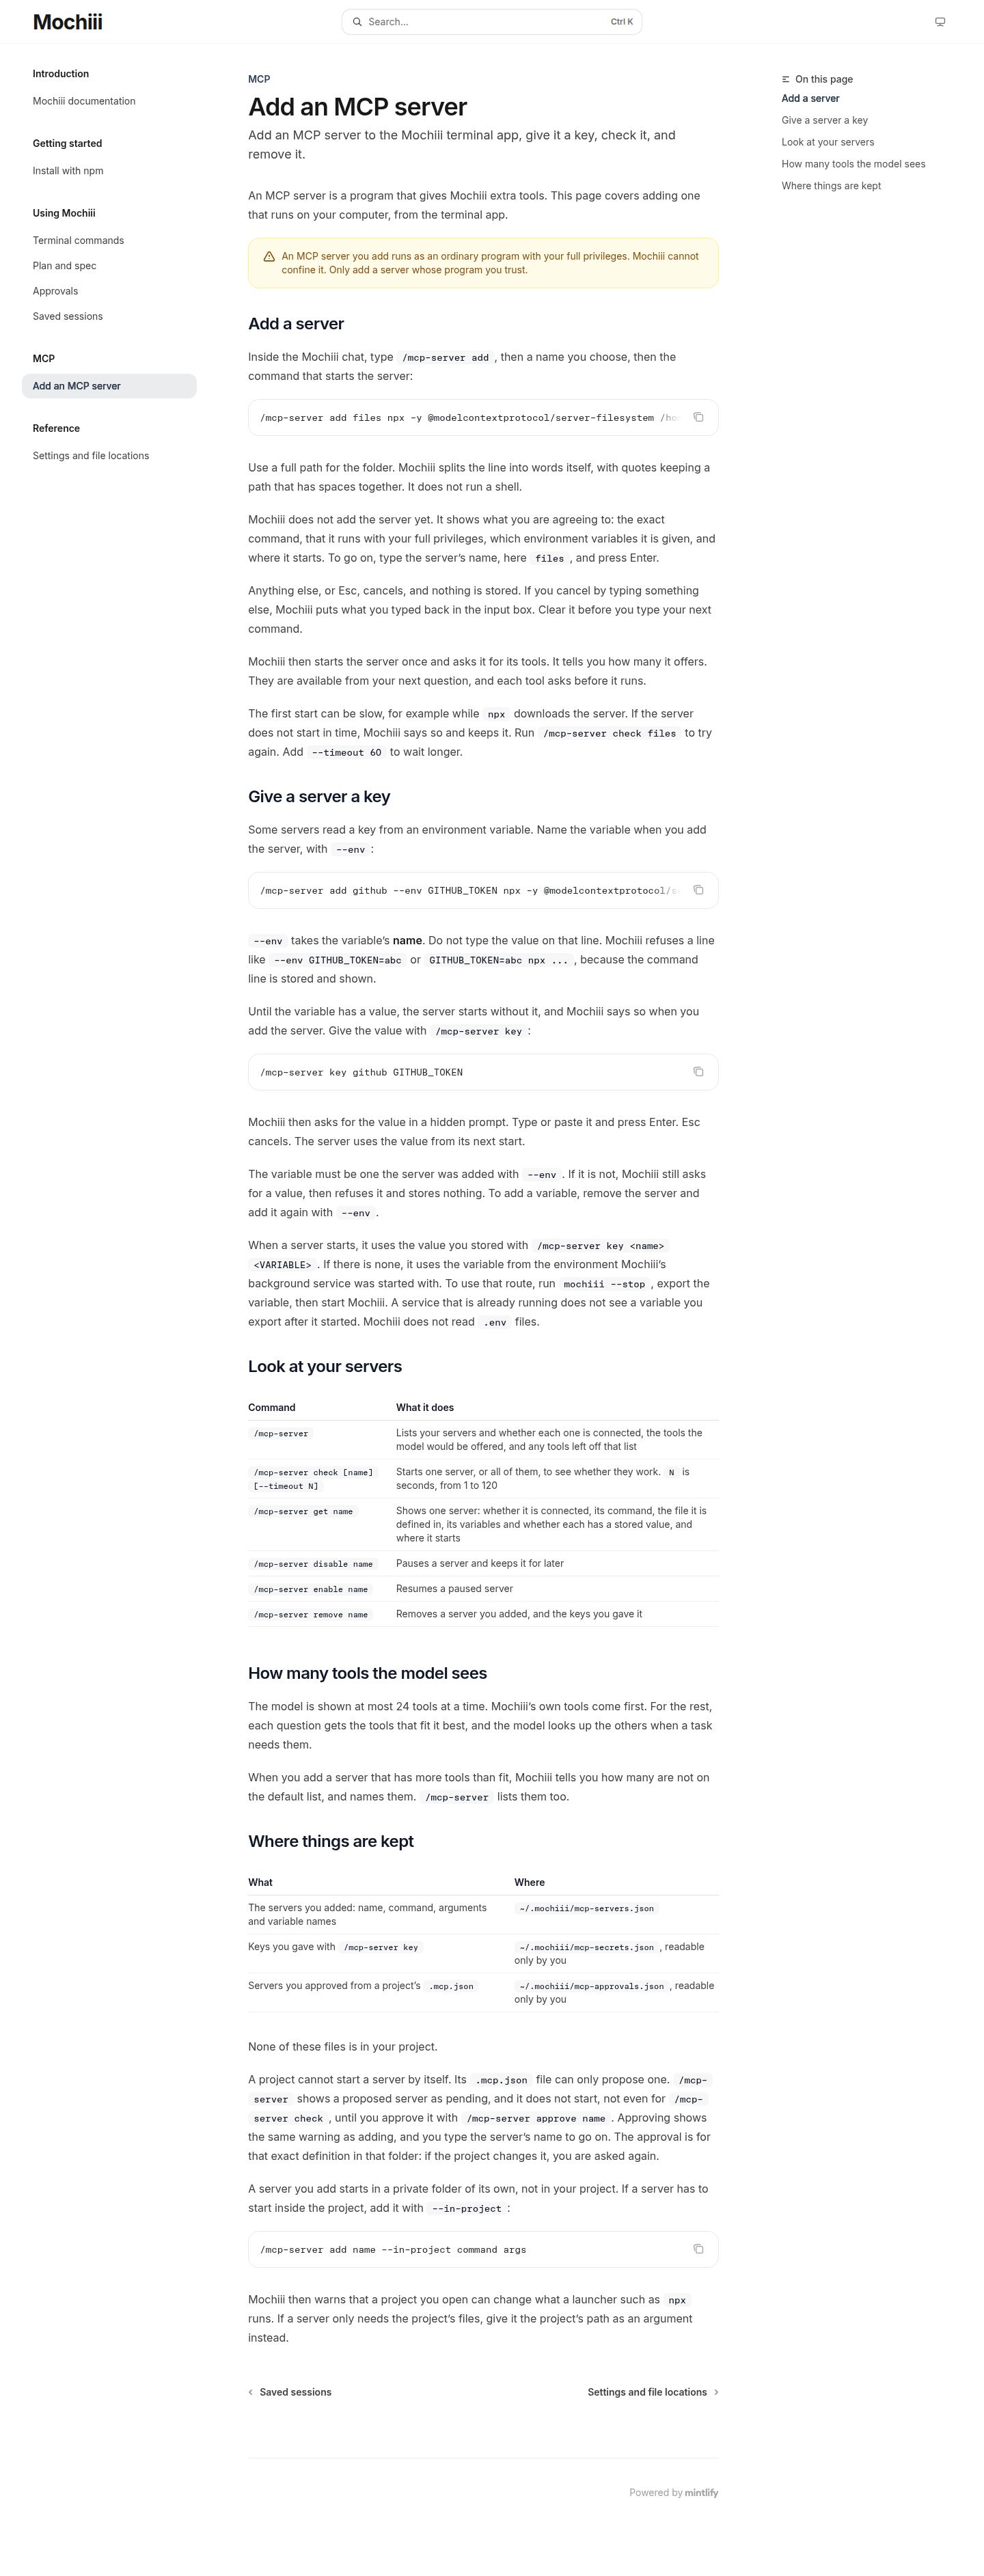 Mochiii
Search...
Ctrl K
Introduction
Mochiii documentation
Getting started
Install with npm
Using Mochiii
Terminal commands
Plan and spec
Approvals
Saved sessions
MCP
Add an MCP server
Reference
Settings and file locations
MCP
Add an MCP server
Add an MCP server to the Mochiii terminal app, give it a key, check it, and
remove it.
An MCP server is a program that gives Mochiii extra tools. This page covers adding one
that runs on your computer, from the terminal app.
An MCP server you add runs as an ordinary program with your full privileges. Mochiii cannot
confine it. Only add a server whose program you trust.
Add a server
Inside the Mochiii chat, type /mcp-server add , then a name you choose, then the
command that starts the server:
/mcp-server add files npx -y @modelcontextprotocol/server-filesystem /ho
Use a full path for the folder. Mochiii splits the line into words itself, with quotes keeping a
path that has spaces together. It does not run a shell.
Mochiii does not add the server yet. It shows what you are agreeing to: the exact
command, that it runs with your full privileges, which environment variables it is given, and
where it starts. To go on, type the server’s name, here files , and press Enter.
Anything else, or Esc, cancels, and nothing is stored. If you cancel by typing something
else, Mochiii puts what you typed back in the input box. Clear it before you type your next
command.
Mochiii then starts the server once and asks it for its tools. It tells you how many it offers.
They are available from your next question, and each tool asks before it runs.
The first start can be slow, for example while npx downloads the server. If the server
does not start in time, Mochiii says so and keeps it. Run /mcp-server check files to try
again. Add --timeout 60 to wait longer.
Give a server a key
Some servers read a key from an environment variable. Name the variable when you add
the server, with --env :
/mcp-server add github --env GITHUB_TOKEN npx -y @modelcontextprotocol/s
--env takes the variable’s name. Do not type the value on that line. Mochiii refuses a line
like --env GITHUB_TOKEN=abc or GITHUB_TOKEN=abc npx ... , because the command
line is stored and shown.
Until the variable has a value, the server starts without it, and Mochiii says so when you
add the server. Give the value with /mcp-server key :
/mcp-server key github GITHUB_TOKEN
Mochiii then asks for the value in a hidden prompt. Type or paste it and press Enter. Esc
cancels. The server uses the value from its next start.
The variable must be one the server was added with --env . If it is not, Mochiii still asks
for a value, then refuses it and stores nothing. To add a variable, remove the server and
add it again with --env .
When a server starts, it uses the value you stored with /mcp-server key <name>
<VARIABLE> . If there is none, it uses the variable from the environment Mochiii’s
background service was started with. To use that route, run mochiii --stop , export the
variable, then start Mochiii. A service that is already running does not see a variable you
export after it started. Mochiii does not read .env files.
Look at your servers
Command What it does
/mcp-server Lists your servers and whether each one is connected, the tools the
model would be offered, and any tools left off that list
/mcp-server check [name] Starts one server, or all of them, to see whether they work. N is
[--timeout N] seconds, from 1 to 120
/mcp-server get name Shows one server: whether it is connected, its command, the file it is
defined in, its variables and whether each has a stored value, and
where it starts
/mcp-server disable name Pauses a server and keeps it for later
/mcp-server enable name Resumes a paused server
/mcp-server remove name Removes a server you added, and the keys you gave it
How many tools the model sees
The model is shown at most 24 tools at a time. Mochiii’s own tools come first. For the rest,
each question gets the tools that fit it best, and the model looks up the others when a task
needs them.
When you add a server that has more tools than fit, Mochiii tells you how many are not on
the default list, and names them. /mcp-server lists them too.
Where things are kept
What Where
The servers you added: name, command, arguments ~/.mochiii/mcp-servers.json
and variable names
Keys you gave with /mcp-server key ~/.mochiii/mcp-secrets.json , readable
only by you
Servers you approved from a project’s .mcp.json ~/.mochiii/mcp-approvals.json , readable
only by you
None of these files is in your project.
A project cannot start a server by itself. Its .mcp.json file can only propose one. /mcp-
server shows a proposed server as pending, and it does not start, not even for /mcp-
server check , until you approve it with /mcp-server approve name . Approving shows
the same warning as adding, and you type the server’s name to go on. The approval is for
that exact definition in that folder: if the project changes it, you are asked again.
A server you add starts in a private folder of its own, not in your project. If a server has to
start inside the project, add it with --in-project :
/mcp-server add name --in-project command args
Mochiii then warns that a project you open can change what a launcher such as npx
runs. If a server only needs the project’s files, give it the project’s path as an argument
instead.
Saved sessions
Settings and file locations
Powered by mintlify
On this page
Add a server
Give a server a key
Look at your servers
How many tools the model sees
Where things are kept